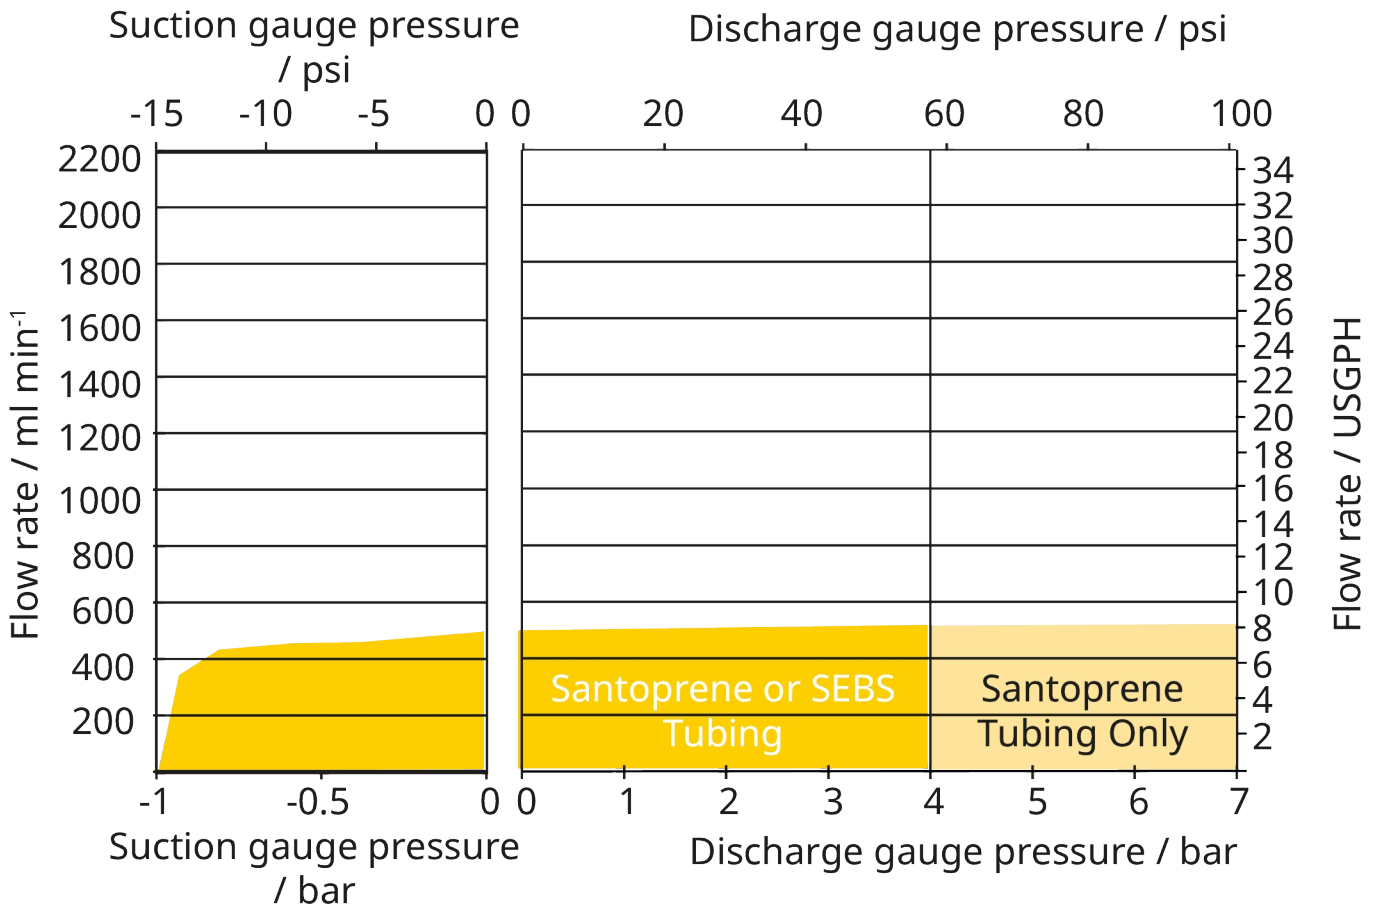 Suction gauge pressure
/ psi
Discharge gauge pressure / psi
-15 -10 -5 0 0 20 40 60 80 100
2200
2000
1800
1600
1400
1200
1000
800
600
400
200
Flow rate / ml min-1
34
32
30
28
26
24
22
20
18
16
14
12
10
8
6
4
2
Flow rate / USGPH
Santoprene or SEBS
Tubing
Santoprene
Tubing Only
-1 -0.5 0 0 1 2 3 4 5 6 7
Suction gauge pressure
/ bar
Discharge gauge pressure / bar